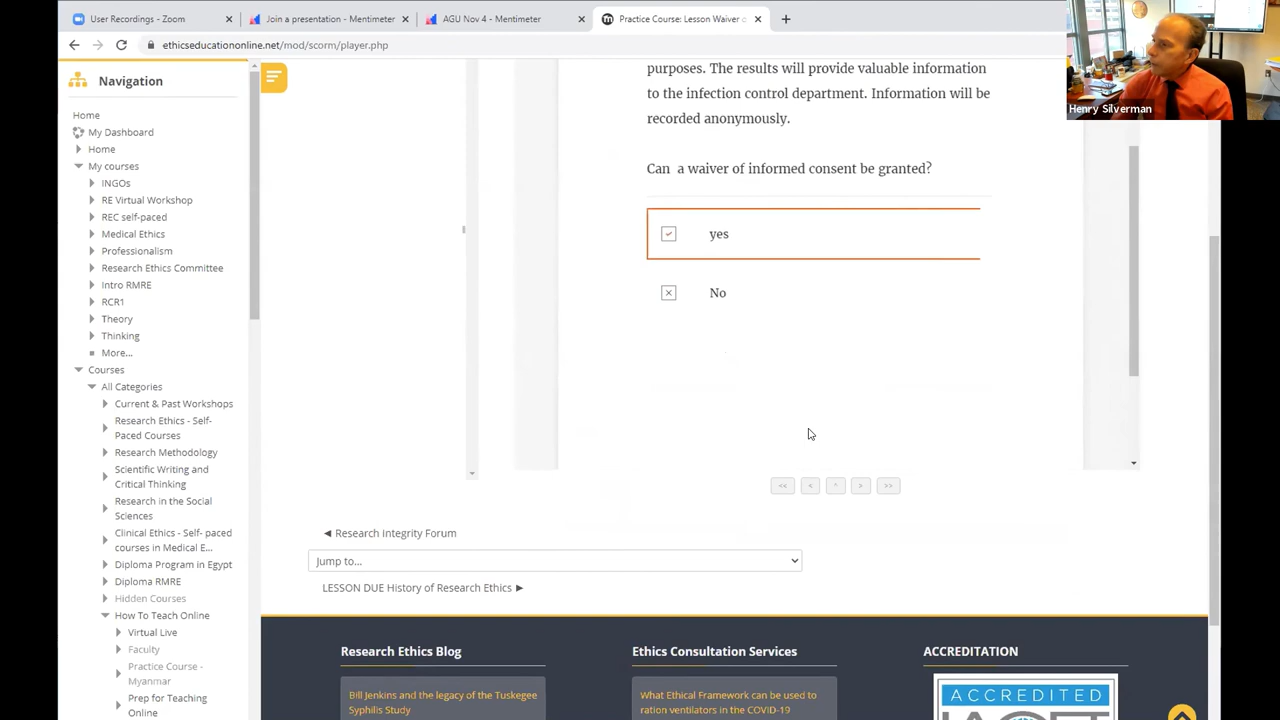 User Recordings - Zoom
Join a presentation - Mentimeter
AGU Nov 4 - Mentimeter
Practice Course: Lesson Waiver
ethicseducationonline.net/mod/scorm/player.php
Henry Silverman
Navigation
Home
My Dashboard
Home
My courses
INGOs
RE Virtual Workshop
REC self-paced
Medical Ethics
Professionalism
Research Ethics Committee
Intro RMRE
RCR1
Theory
Thinking
More...
Courses
All Categories
Current & Past Workshops
Research Ethics - Self-
Paced Courses
Research Methodology
Scientific Writing and
Critical Thinking
Research in the Social
Sciences
Clinical Ethics - Self- paced
courses in Medical E...
Diploma Program in Egypt
Diploma RMRE
Hidden Courses
How To Teach Online
Virtual Live
Faculty
Practice Course -
Myanmar
Prep for Teaching
Online
purposes. The results will provide valuable information
to the infection control department. Information will be
recorded anonymously.
Can a waiver of informed consent be granted?
yes
No
<< < ^ > >>
◀ Research Integrity Forum
Jump to...
LESSON DUE History of Research Ethics ▶
Research Ethics Blog
Bill Jenkins and the legacy of the Tuskegee
Syphilis Study
Ethics Consultation Services
What Ethical Framework can be used to
ration ventilators in the COVID-19
ACCREDITATION
ACCREDITED